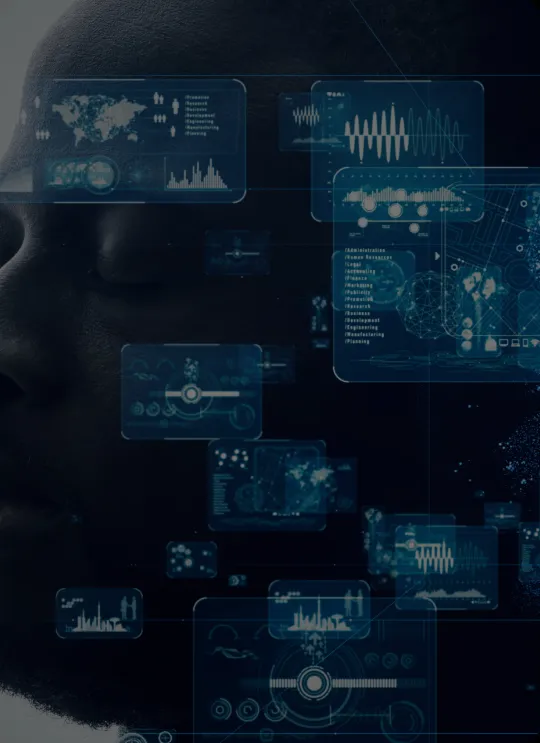 /Promotion
/Research
/Business
/Development
/Engineering
/Manufacturing
/Planning
/Administration
/Human Resources
/Legal
/Accounting
/Finance
/Marketing
/Publicity
/Promotion
/Research
/Business
/Development
/Engineering
/Manufacturing
/Planning